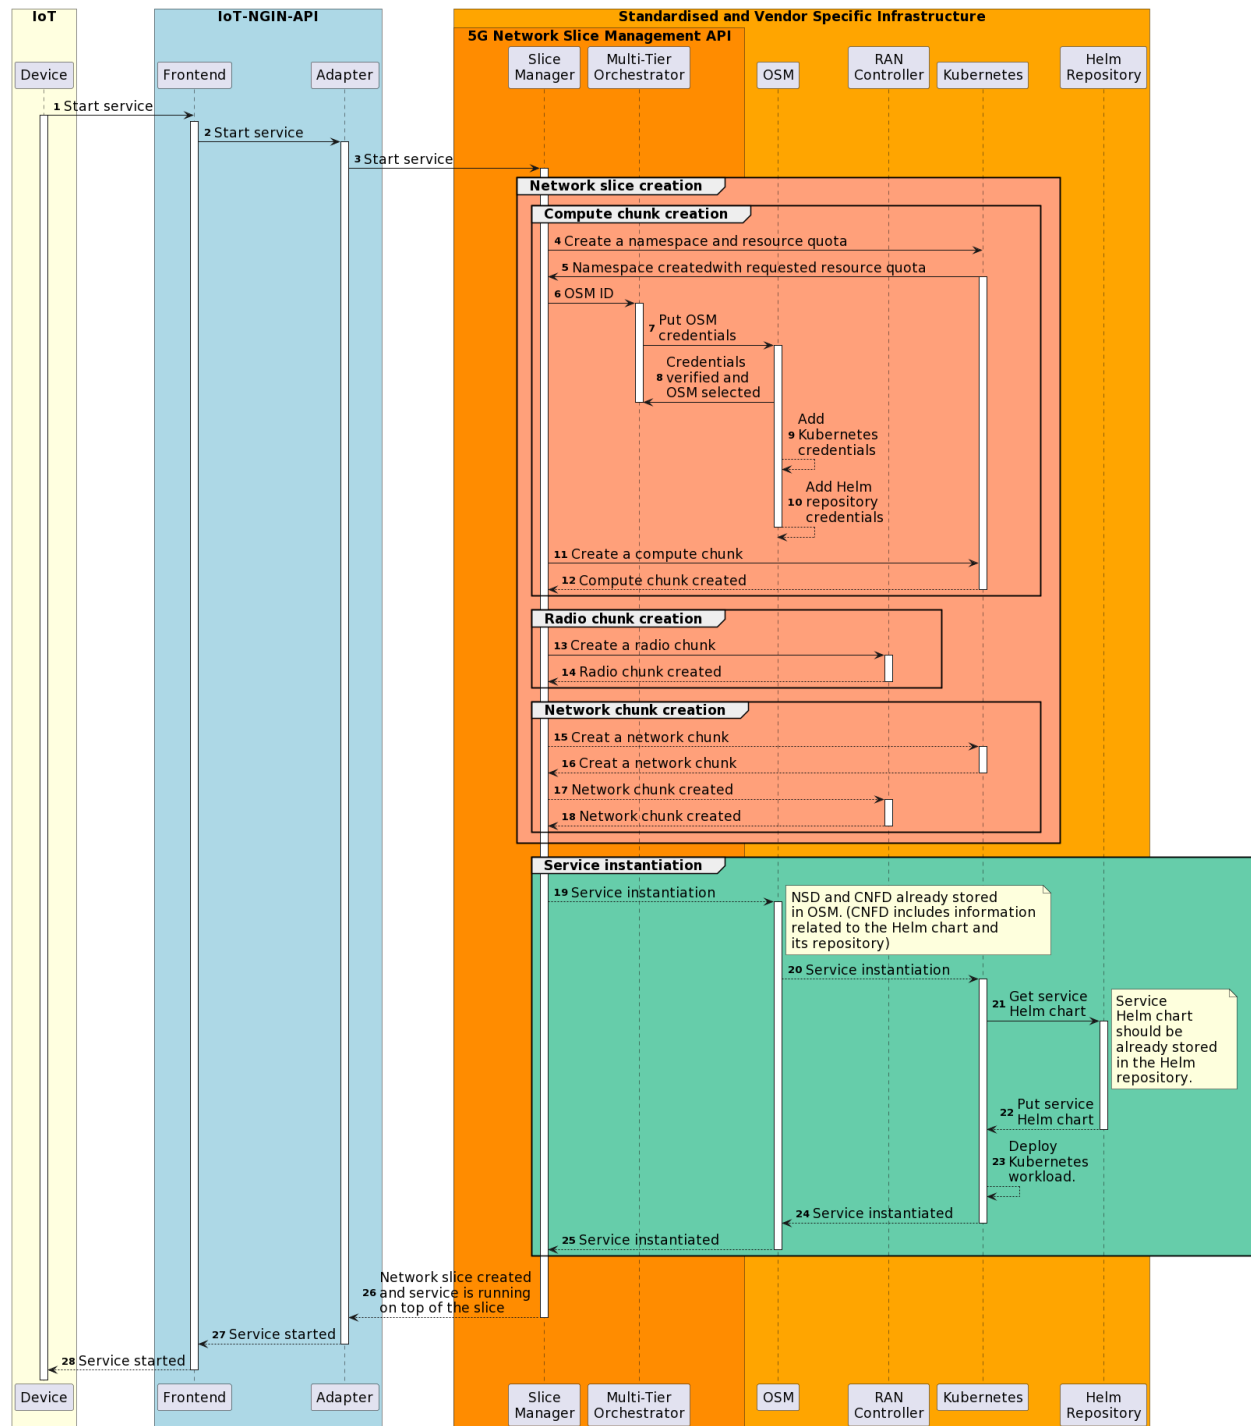 IoT
IoT-NGIN-API
Standardised and Vendor Specific Infrastructure
5G Network Slice Management API
Device
Frontend
Adapter
Slice
Manager
Multi-Tier
Orchestrator
OSM
RAN
Controller
Kubernetes
Helm
Repository
1 Start service
2 Start service
3 Start service
Network slice creation
Compute chunk creation
4 Create a namespace and resource quota
5 Namespace createdwith requested resource quota
6 OSM ID
7 Put OSM
credentials
Credentials
8 verified and
OSM selected
Add
9 Kubernetes
credentials
Add Helm
10 repository
credentials
11 Create a compute chunk
12 Compute chunk created
Radio chunk creation
13 Create a radio chunk
14 Radio chunk created
Network chunk creation
15 Creat a network chunk
16 Creat a network chunk
17 Network chunk created
18 Network chunk created
Service instantiation
19 Service instantiation
NSD and CNFD already stored
in OSM. (CNFD includes information
related to the Helm chart and
its repository)
20 Service instantiation
21 Get service
Helm chart
Service
Helm chart
should be
already stored
in the Helm
repository.
22 Put service
Helm chart
Deploy
23 Kubernetes
workload.
24 Service instantiated
25 Service instantiated
Network slice created
26 and service is running
on top of the slice
27 Service started
28 Service started
Device
Frontend
Adapter
Slice
Manager
Multi-Tier
Orchestrator
OSM
RAN
Controller
Kubernetes
Helm
Repository